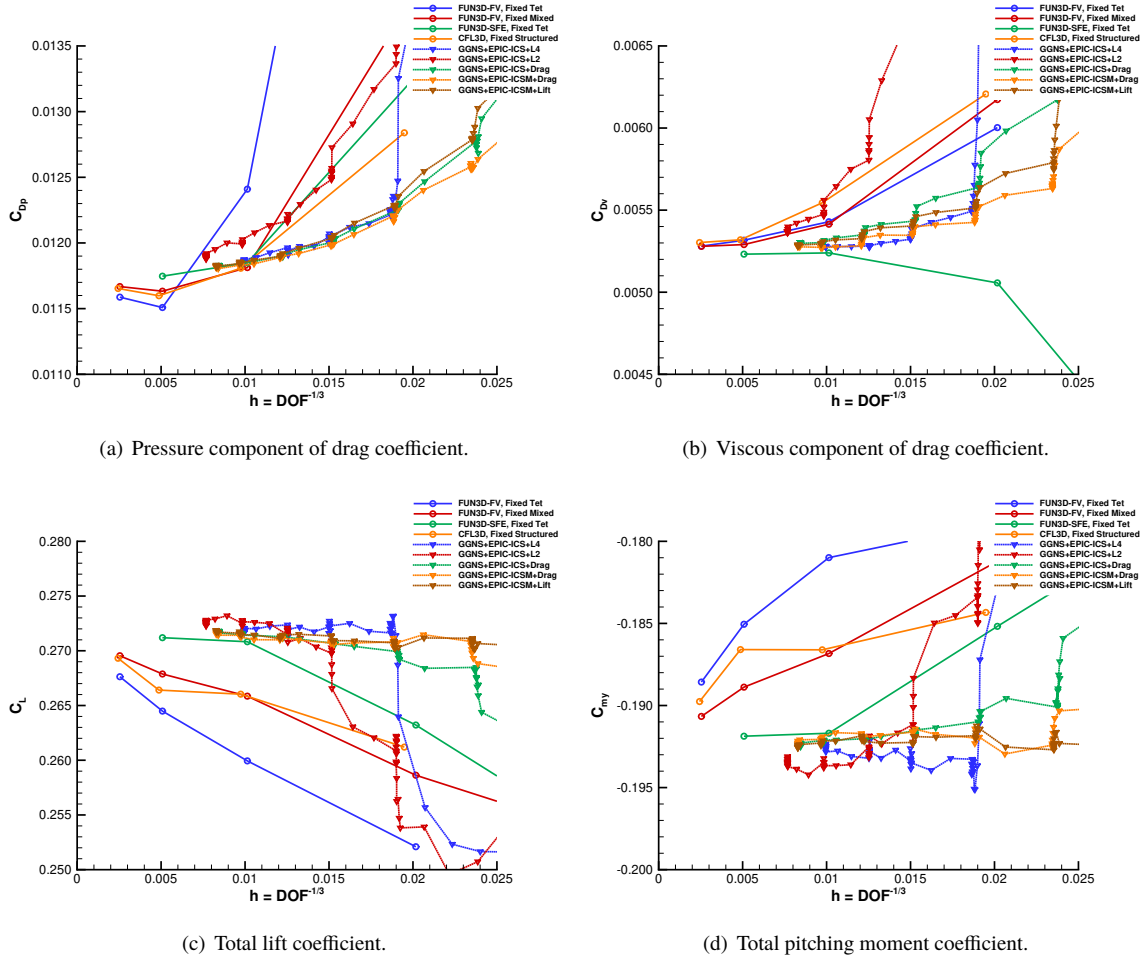 FUN3D-FV, Fixed Tet
FUN3D-FV, Fixed Mixed
FUN3D-SFE, Fixed Tet
CFL3D, Fixed Structured
GGNS+EPIC-ICS+L4
GGNS+EPIC-ICS+L2
GGNS+EPIC-ICS+Drag
GGNS+EPIC-ICSM+Drag
GGNS+EPIC-ICSM+Lift
0.0135
0.0130
0.0125
0.0120
0.0115
0.0110
C_Dp
0 0.005 0.01 0.015 0.02 0.025
h = DOF^-1/3
(a) Pressure component of drag coefficient.
FUN3D-FV, Fixed Tet
FUN3D-FV, Fixed Mixed
FUN3D-SFE, Fixed Tet
CFL3D, Fixed Structured
GGNS+EPIC-ICS+L4
GGNS+EPIC-ICS+L2
GGNS+EPIC-ICS+Drag
GGNS+EPIC-ICSM+Drag
GGNS+EPIC-ICSM+Lift
0.0065
0.0060
0.0055
0.0050
0.0045
C_Dv
0 0.005 0.01 0.015 0.02 0.025
h = DOF^-1/3
(b) Viscous component of drag coefficient.
FUN3D-FV, Fixed Tet
FUN3D-FV, Fixed Mixed
FUN3D-SFE, Fixed Tet
CFL3D, Fixed Structured
GGNS+EPIC-ICS+L4
GGNS+EPIC-ICS+L2
GGNS+EPIC-ICS+Drag
GGNS+EPIC-ICSM+Drag
GGNS+EPIC-ICSM+Lift
0.280
0.275
0.270
0.265
0.260
0.255
0.250
C_L
0 0.005 0.01 0.015 0.02 0.025
h = DOF^-1/3
(c) Total lift coefficient.
FUN3D-FV, Fixed Tet
FUN3D-FV, Fixed Mixed
FUN3D-SFE, Fixed Tet
CFL3D, Fixed Structured
GGNS+EPIC-ICS+L4
GGNS+EPIC-ICS+L2
GGNS+EPIC-ICS+Drag
GGNS+EPIC-ICSM+Drag
GGNS+EPIC-ICSM+Lift
-0.180
-0.185
-0.190
-0.195
-0.200
C_my
0 0.005 0.01 0.015 0.02 0.025
h = DOF^-1/3
(d) Total pitching moment coefficient.